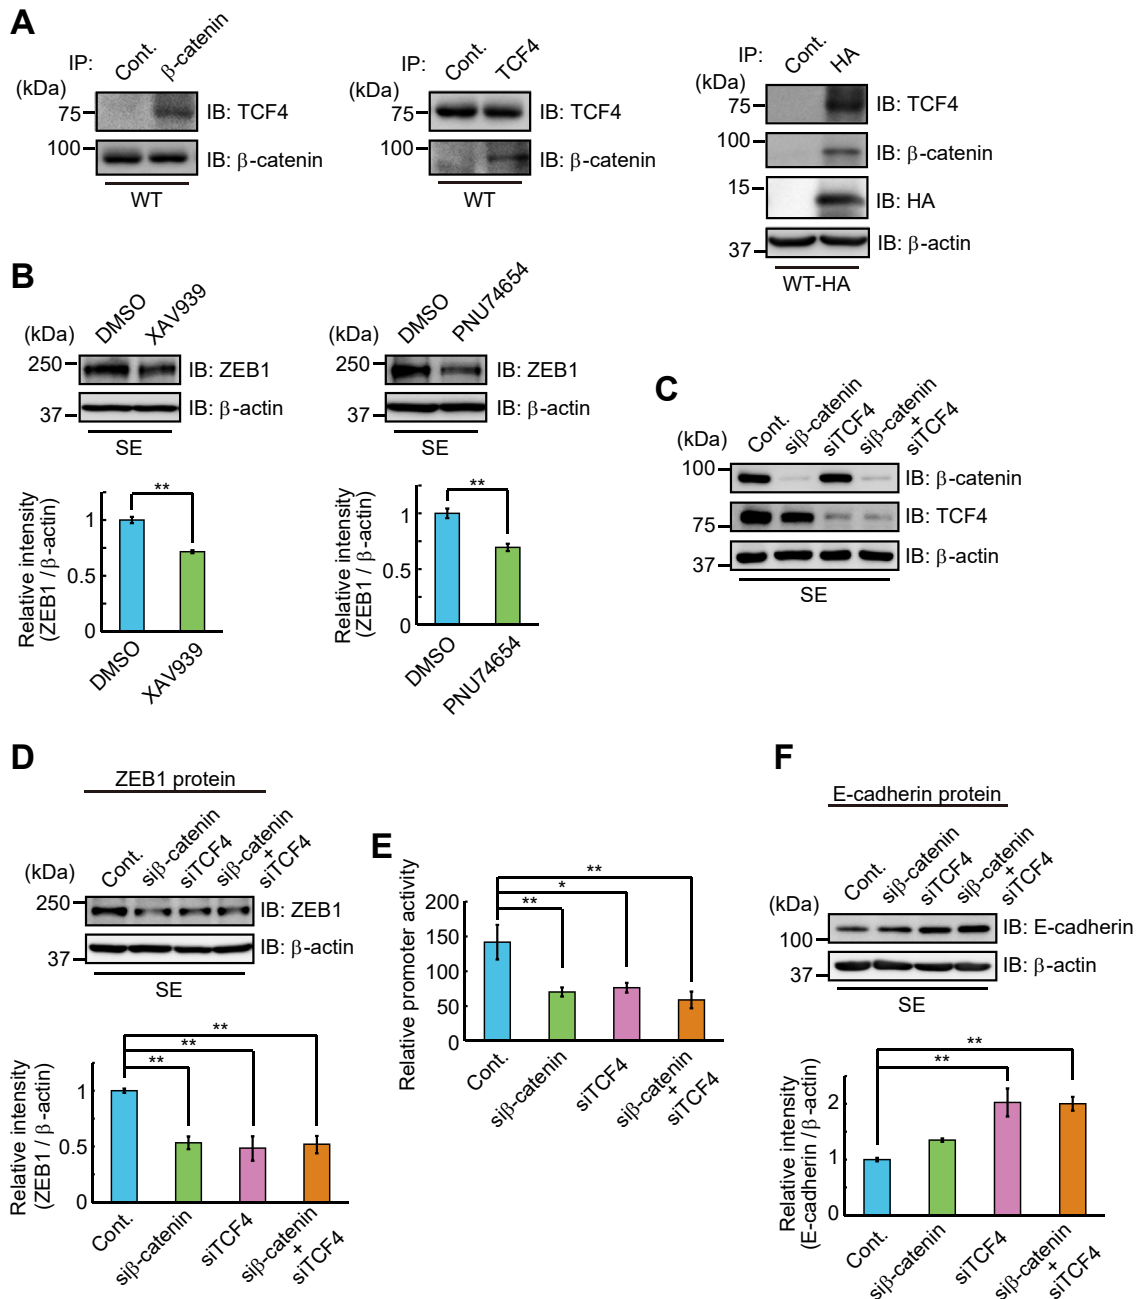 A
IP: Cont. β-catenin
(kDa)
75 IB: TCF4
100 IB: β-catenin
WT
IP: Cont. TCF4
(kDa)
75 IB: TCF4
100 IB: β-catenin
WT
IP: Cont. HA
(kDa)
75 IB: TCF4
100 IB: β-catenin
15 IB: HA
37 IB: β-actin
WT-HA
B
(kDa) DMSO XAV939
250 IB: ZEB1
37 IB: β-actin
SE
**
Relative intensity
(ZEB1 / β-actin)
1
0.5
0
DMSO XAV939
(kDa) DMSO PNU74654
250 IB: ZEB1
37 IB: β-actin
SE
**
Relative intensity
(ZEB1 / β-actin)
1
0.5
0
DMSO PNU74654
C
(kDa) Cont. siβ-catenin siTCF4 siβ-catenin + siTCF4
100 IB: β-catenin
75 IB: TCF4
37 IB: β-actin
SE
D
ZEB1 protein
(kDa) Cont. siβ-catenin siTCF4 siβ-catenin + siTCF4
250 IB: ZEB1
37 IB: β-actin
SE
**
**
**
Relative intensity
(ZEB1 / β-actin)
1
0.5
0
Cont. siβ-catenin siTCF4 siβ-catenin + siTCF4
E
Relative promoter activity
**
*
**
200
150
100
50
0
Cont. siβ-catenin siTCF4 siβ-catenin + siTCF4
F
E-cadherin protein
(kDa) Cont. siβ-catenin siTCF4 siβ-catenin + siTCF4
100 IB: E-cadherin
37 IB: β-actin
SE
**
**
Relative intensity
(E-cadherin / β-actin)
2
1
0
Cont. siβ-catenin siTCF4 siβ-catenin + siTCF4